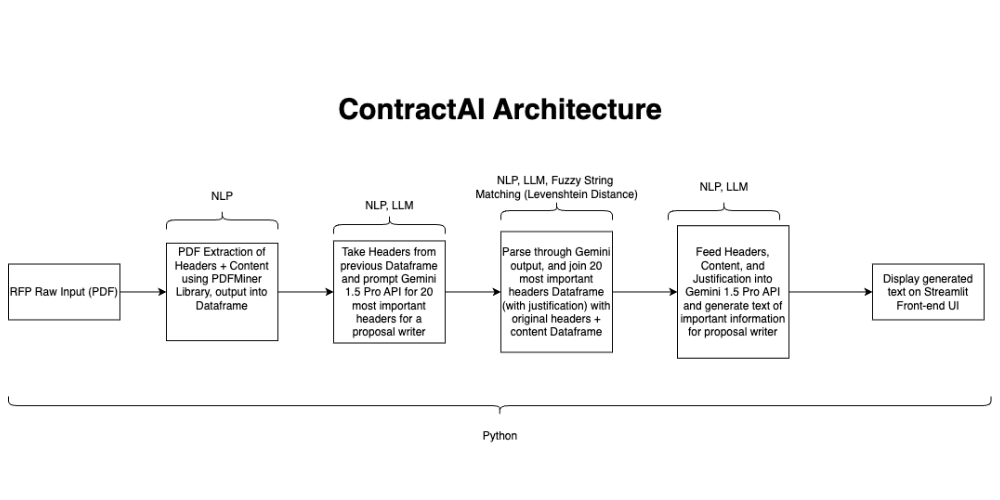 ContractAI Architecture
NLP
NLP, LLM
NLP, LLM, Fuzzy String
Matching (Levenshtein Distance)
NLP, LLM
RFP Raw Input (PDF)
PDF Extraction of
Headers + Content
using PDFMiner
Library, output into
Dataframe
Take Headers from
previous Dataframe
and prompt Gemini
1.5 Pro API for 20
most important
headers for a
proposal writer
Parse through Gemini
output, and join 20
most important
headers Dataframe
(with justification) with
original headers +
content Dataframe
Feed Headers,
Content, and
Justification into
Gemini 1.5 Pro API
and generate text of
important information
for proposal writer
Display generated
text on Streamlit
Front-end UI
Python